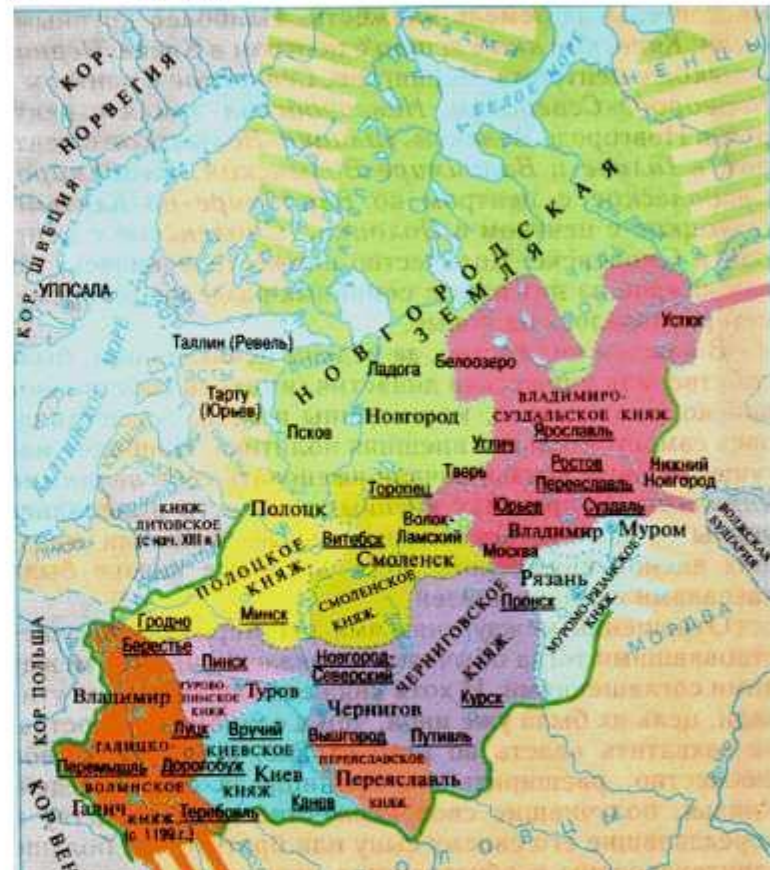 КОР. НОРВЕГИЯ
КОР. ШВЕЦИЯ
УППСАЛА
БЕЛОЕ МОРЕ
НЕНЦЫ
НОВГОРОДСКАЯ
ЗЕМЛЯ
Устюг
Таллин (Ревель)
Ладога
Белоозеро
Тарту
(Юрьев)
Псков
Новгород
ВЛАДИМИРО-
СУЗДАЛЬСКОЕ КНЯЖ.
Углич
Ярославль
Тверь
Ростов
Нижний
Новгород
Торопец
Переяславль
Юрьев
Суздаль
КНЯЖ.
ЛИТОВСКОЕ
(с нач. XIII в.)
Полоцк
Витебск
Волок-
Ламский
Владимир
Муром
ВОЛЖСКАЯ
БУЛГАРИЯ
ПОЛОЦКОЕ
КНЯЖ.
Смоленск
Москва
Рязань
СМОЛЕНСКОЕ
КНЯЖ.
Пронск
МУРОМО-РЯЗАНСКОЕ
КНЯЖ.
МОРДВА
Гродно
Минск
Берестье
КОР. ПОЛЬША
Пинск
Новгород-
Северский
ЧЕРНИГОВСКОЕ
КНЯЖ.
Владимир
ТУРОВО-
ПИНСКОЕ
КНЯЖ.
Туров
Чернигов
Курск
Луцк
Вручий
Вышгород
Путивль
ГАЛИЦКО-
ВОЛЫНСКОЕ
КНЯЖ.
(с 1199 г.)
КИЕВСКОЕ
КНЯЖ.
ПЕРЕЯСЛАВСКОЕ
КНЯЖ.
Перемышль
Дорогобуж
Киев
Переяславль
Галич
Теребовль
Канев
ПОЛОВЦЫ